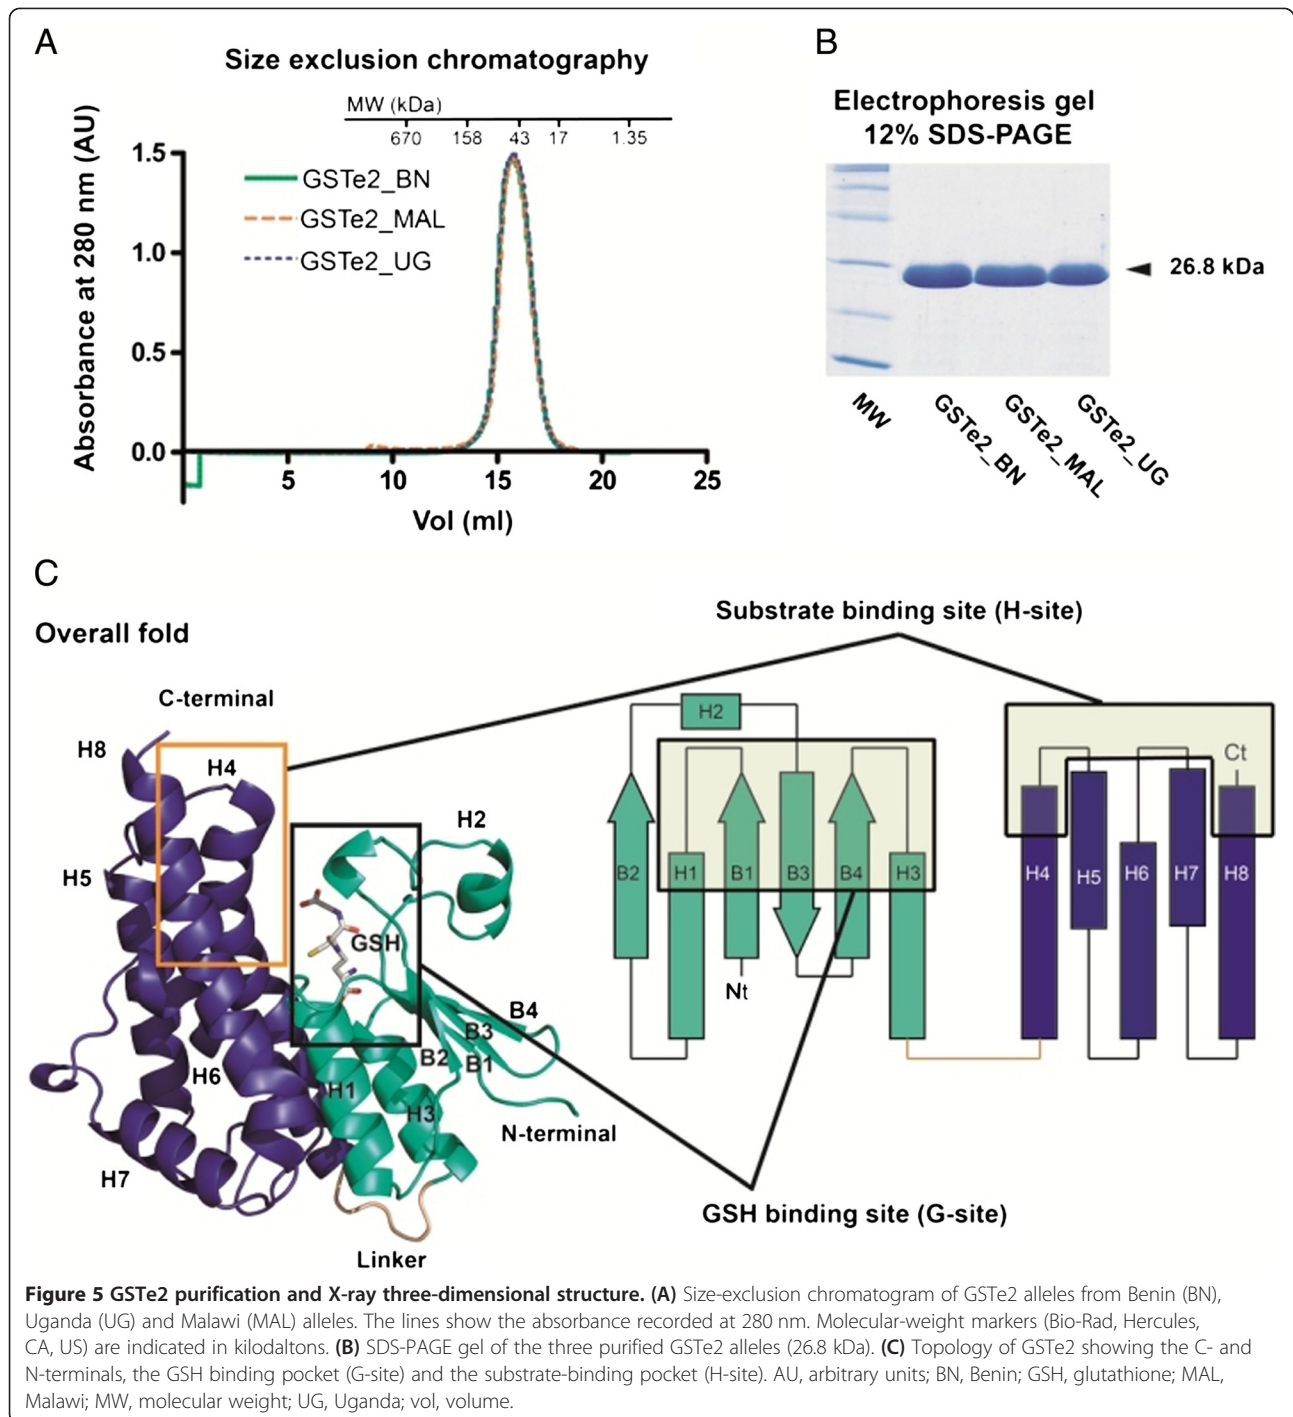 A
Size exclusion chromatography
MW (kDa)
670 158 43 17 1.35
Absorbance at 280 nm (AU)
1.5
1.0
0.5
0.0
GSTe2_BN
GSTe2_MAL
GSTe2_UG
5 10 15 20 25
Vol (ml)
B
Electrophoresis gel
12% SDS-PAGE
26.8 kDa
MW
GSTe2_BN
GSTe2_MAL
GSTe2_UG
C
Overall fold
Substrate binding site (H-site)
C-terminal
H8
H4
H5
H2
GSH
B4
B3
B2
B1
H6
H1
H3
N-terminal
H7
Linker
H2
B2
H1
B1
B3
B4
H3
Nt
Ct
H4
H5
H6
H7
H8
GSH binding site (G-site)
Figure 5 GSTe2 purification and X-ray three-dimensional structure. (A) Size-exclusion chromatogram of GSTe2 alleles from Benin (BN),
Uganda (UG) and Malawi (MAL) alleles. The lines show the absorbance recorded at 280 nm. Molecular-weight markers (Bio-Rad, Hercules,
CA, US) are indicated in kilodaltons. (B) SDS-PAGE gel of the three purified GSTe2 alleles (26.8 kDa). (C) Topology of GSTe2 showing the C- and
N-terminals, the GSH binding pocket (G-site) and the substrate-binding pocket (H-site). AU, arbitrary units; BN, Benin; GSH, glutathione; MAL,
Malawi; MW, molecular weight; UG, Uganda; vol, volume.